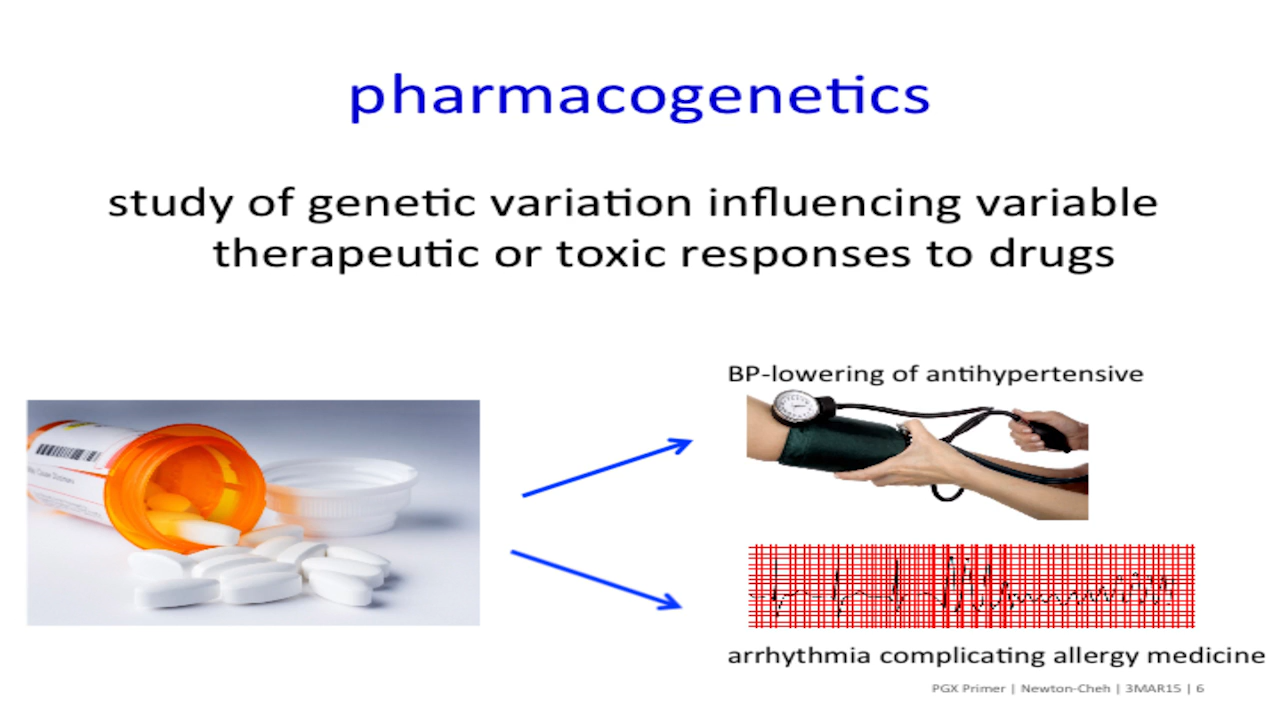 pharmacogenetics
study of genetic variation influencing variable
therapeutic or toxic responses to drugs
BP-lowering of antihypertensive
arrhythmia complicating allergy medicine
PGX Primer | Newton-Cheh | 3MAR15 | 6